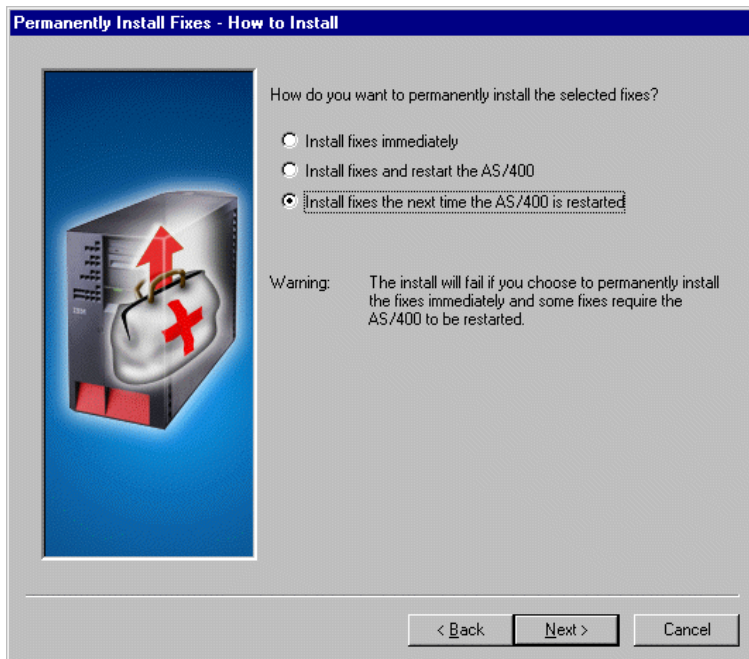 Permanently Install Fixes - How to Install
How do you want to permanently install the selected fixes?
Install fixes immediately
Install fixes and restart the AS/400
Install fixes the next time the AS/400 is restarted
Warning: The install will fail if you choose to permanently install
the fixes immediately and some fixes require the
AS/400 to be restarted.
IBM
< Back Next > Cancel